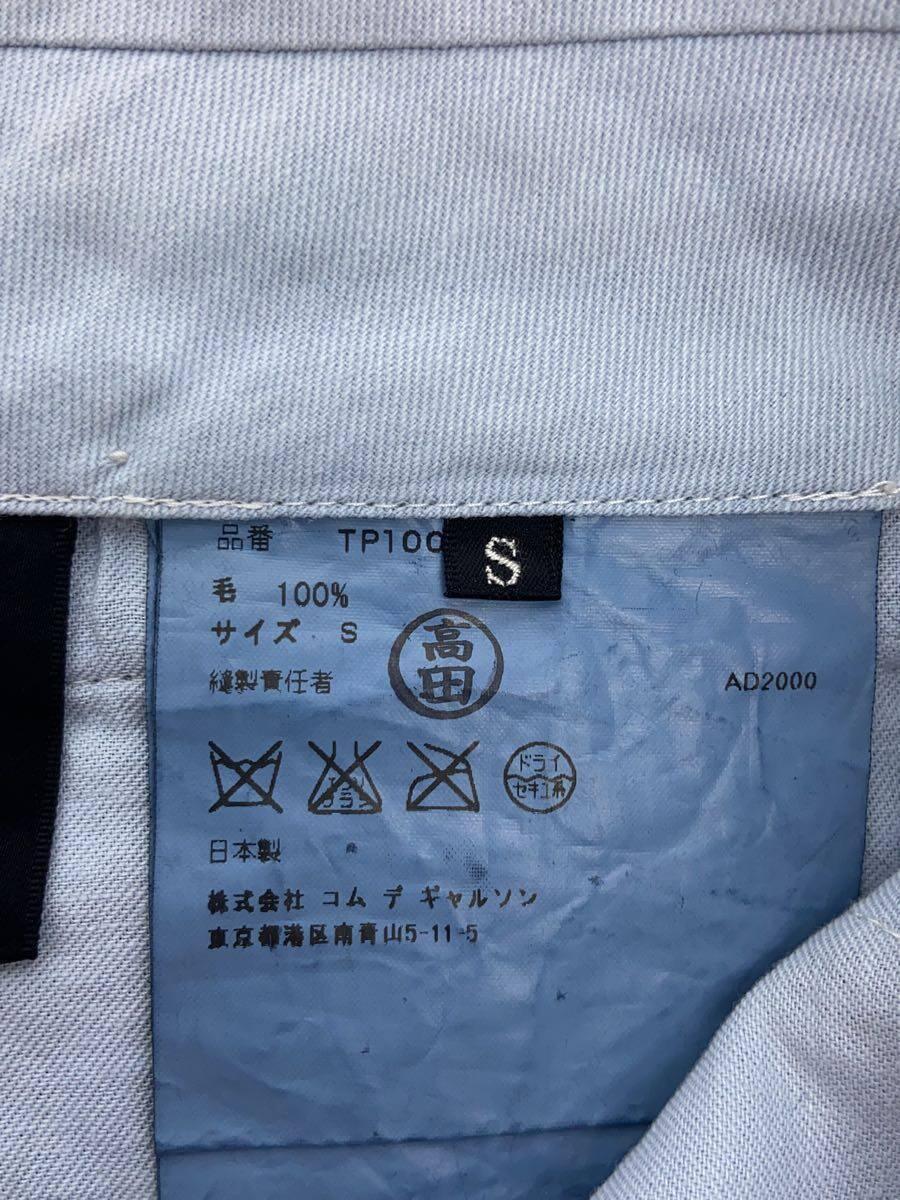 品番 TP100
S
毛 100%
サイズ S
縫製責任者 高田
AD2000
ドライ
セキユ系
日本製
株式会社 コム デ ギャルソン
東京都港区南青山5-11-5